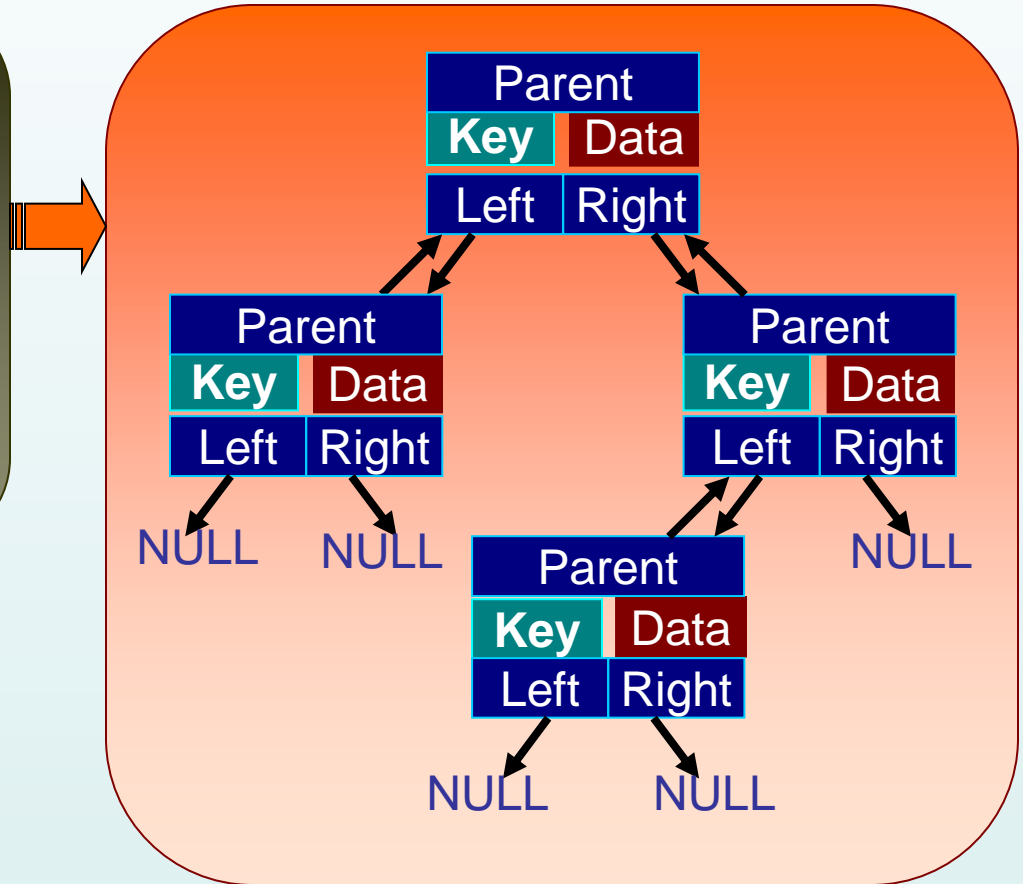 Parent
Key Data
Left Right
Parent Parent
Key Data Key Data
Left Right Left Right
NULL NULL NULL
Parent
Key Data
Left Right
NULL NULL